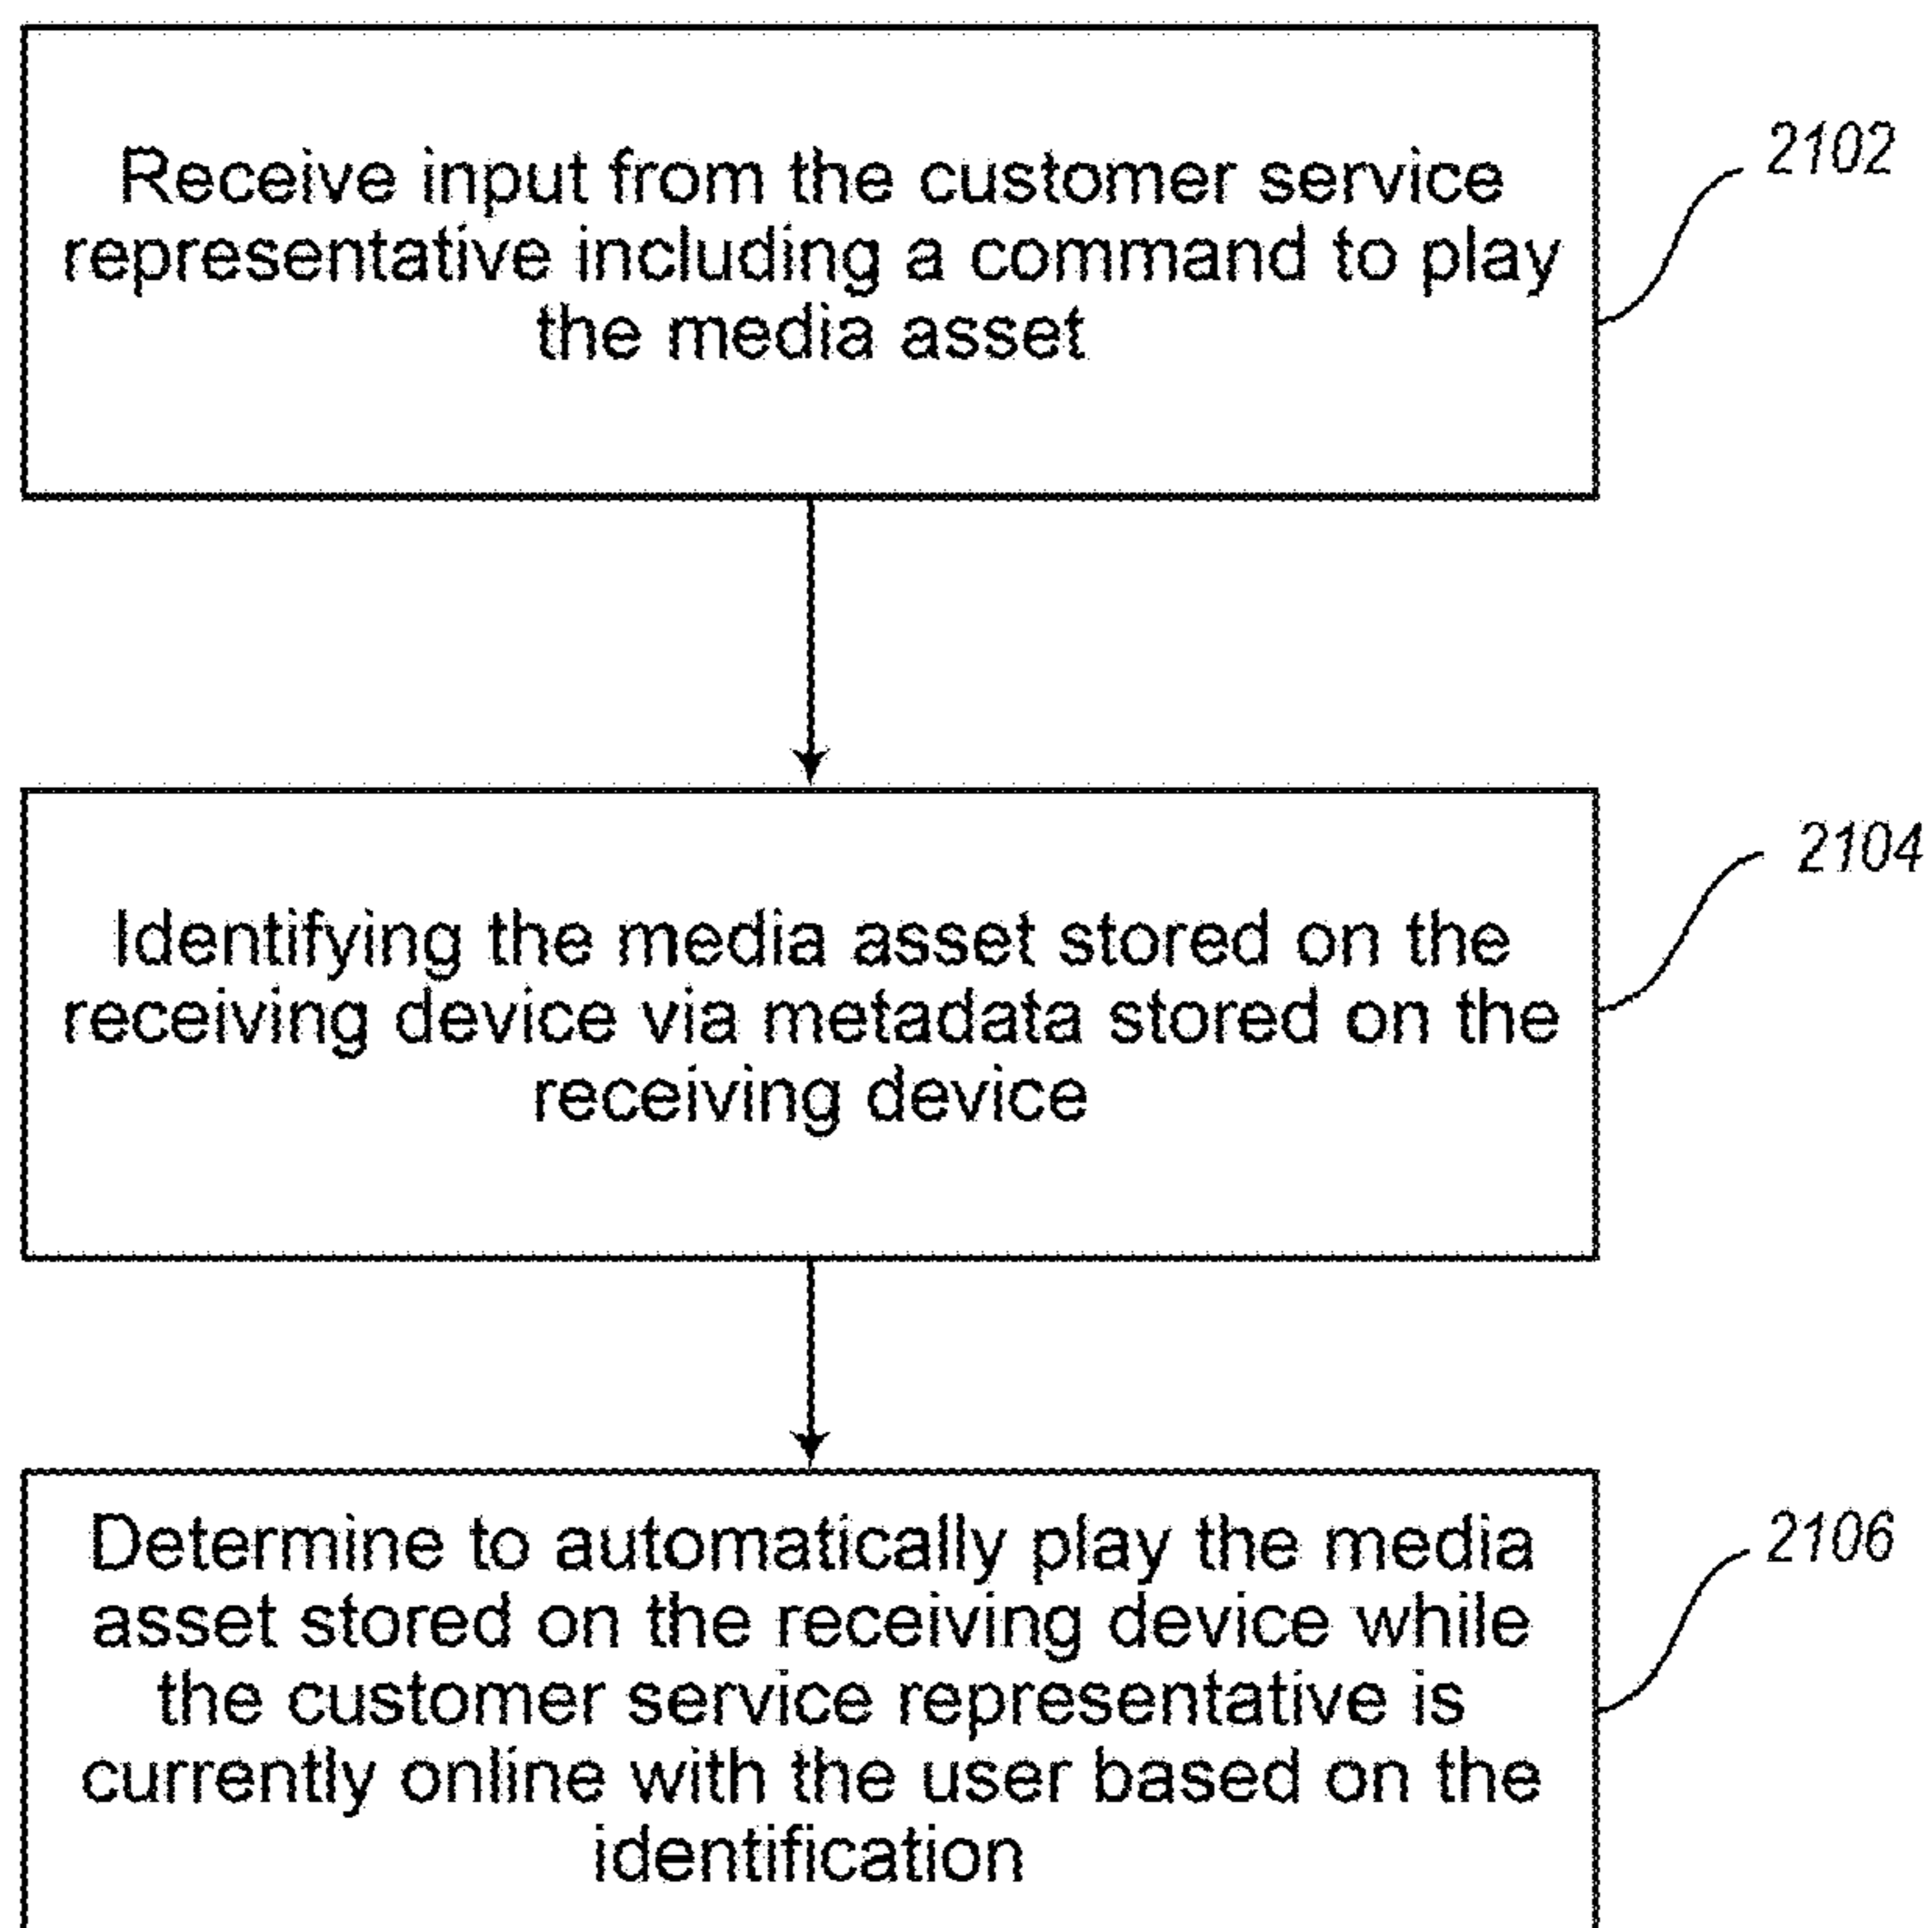 Receive input from the customer service
representative including a command to play
the media asset
2102
Identifying the media asset stored on the
receiving device via metadata stored on the
receiving device
2104
Determine to automatically play the media
asset stored on the receiving device while
the customer service representative is
currently online with the user based on the
identification
2106